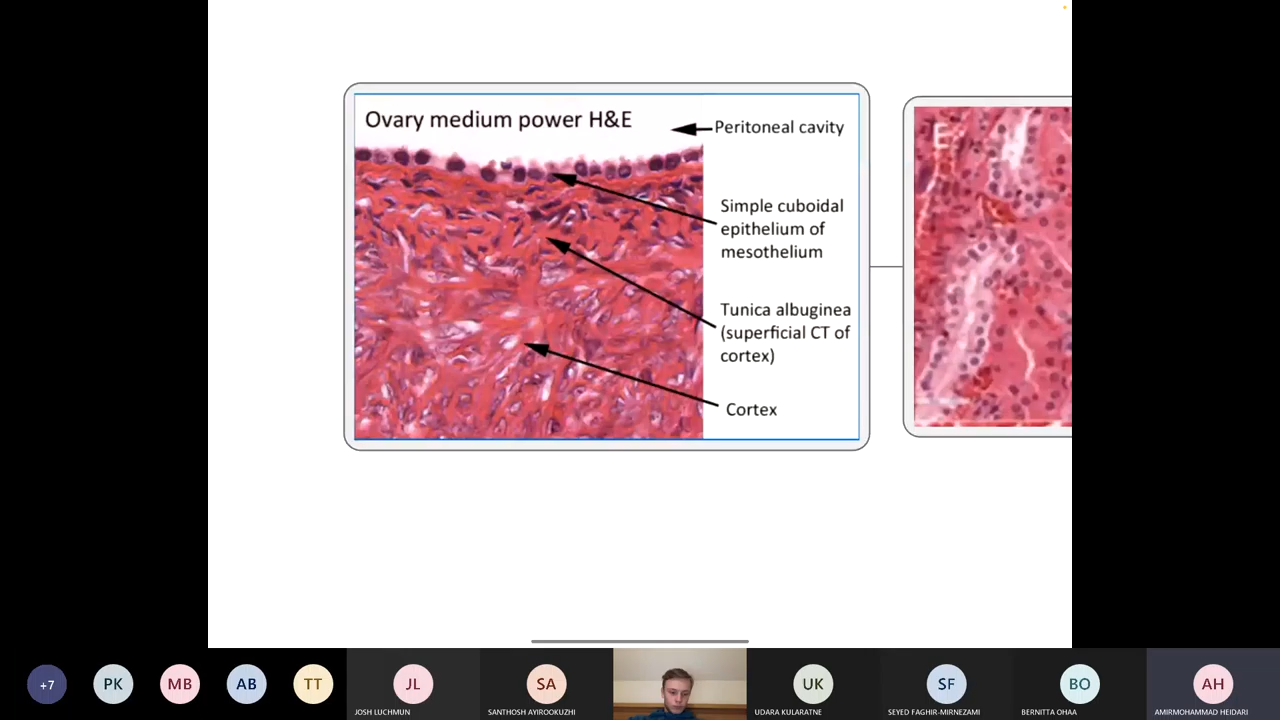 Ovary medium power H&E
Peritoneal cavity
Simple cuboidal
epithelium of
mesothelium
Tunica albuginea
(superficial CT of
cortex)
Cortex
E
+7
PK
MB
AB
TT
JL
SA
UK
SF
BO
AH
JOSH LUCHMUN
SANTHOSH AYIROOKUZHI
UDARA KULARATNE
SEYED FAGHIR-MIRNEZAMI
BERNITTA OHAA
AMIRMOHAMMAD HEIDARI